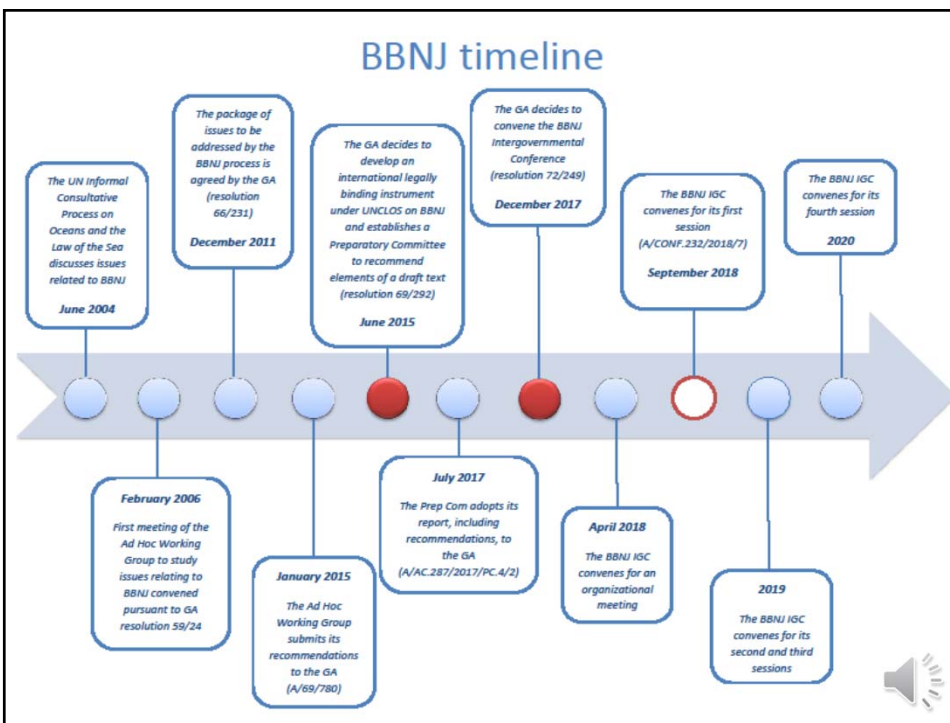 BBNJ timeline
The UN Informal
Consultative
Process on
Oceans and the
Law of the Sea
discusses issues
related to BBNJ
June 2004
The package of
issues to be
addressed by the
BBNJ process is
agreed by the GA
(resolution
66/231)
December 2011
The GA decides to
develop an
international legally
binding instrument
under UNCLOS on BBNJ
and establishes a
Preparatory Committee
to recommend
elements of a draft text
(resolution 69/292)
June 2015
The GA decides to
convene the BBNJ
Intergovernmental
Conference
(resolution 72/249)
December 2017
The BBNJ IGC
convenes for its first
session
(A/CONF.232/2018/7)
September 2018
The BBNJ IGC
convenes for its
fourth session
2020
February 2006
First meeting of the
Ad Hoc Working
Group to study
issues relating to
BBNJ convened
pursuant to GA
resolution 59/24
January 2015
The Ad Hoc
Working Group
submits its
recommendations
to the GA
(A/69/780)
July 2017
The Prep Com adopts its
report, including
recommendations, to
the GA
(A/AC.287/2017/PC.4/2)
April 2018
The BBNJ IGC
convenes for an
organizational
meeting
2019
The BBNJ IGC
convenes for its
second and third
sessions